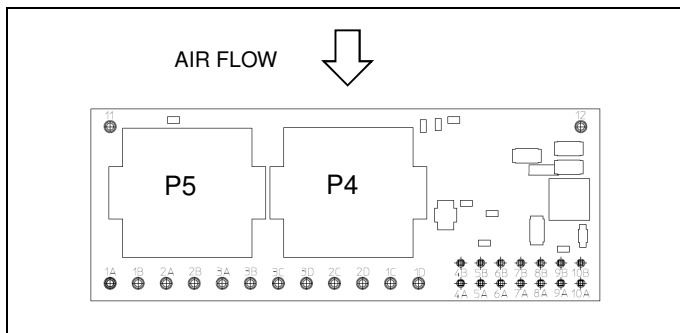 AIR FLOW
11 12
P5 P4
1A 1B 2A 2B 3A 3B 3C 3D 2C 2D 1C 1D
4B 5B 6B 7B 8B 9B 10B
4A 5A 6A 7A 8A 9A 10A